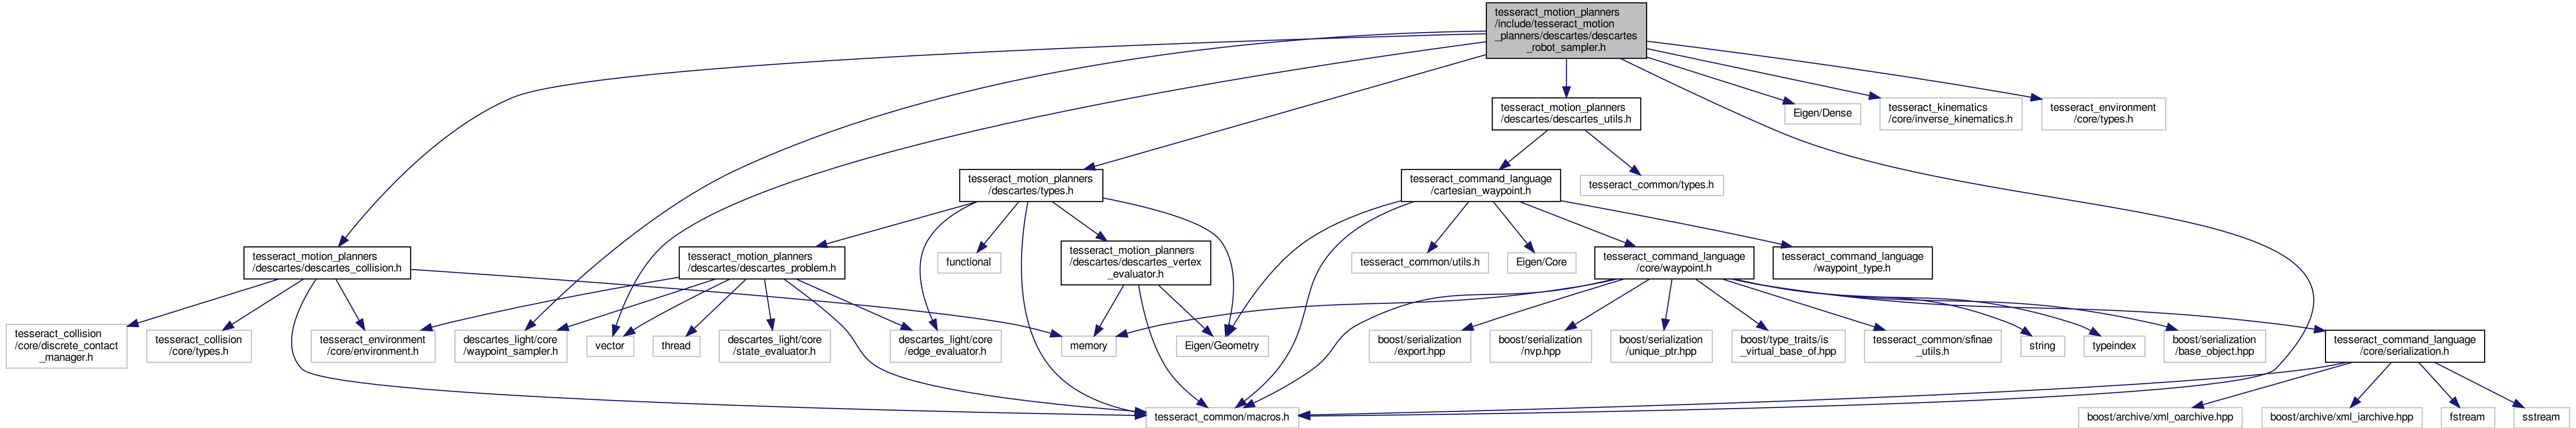 tesseract_motion_planners
/include/tesseract_motion
_planners/descartes/descartes
_robot_sampler.h
tesseract_motion_planners
/descartes/descartes_utils.h
Eigen/Dense
tesseract_kinematics
/core/inverse_kinematics.h
tesseract_environment
/core/types.h
tesseract_motion_planners
/descartes/types.h
tesseract_command_language
/cartesian_waypoint.h
tesseract_common/types.h
tesseract_motion_planners
/descartes/descartes_collision.h
tesseract_motion_planners
/descartes/descartes_problem.h
functional
tesseract_motion_planners
/descartes/descartes_vertex
_evaluator.h
tesseract_common/utils.h
Eigen/Core
tesseract_command_language
/core/waypoint.h
tesseract_command_language
/waypoint_type.h
tesseract_collision
/core/discrete_contact
_manager.h
tesseract_collision
/core/types.h
tesseract_environment
/core/environment.h
descartes_light/core
/waypoint_sampler.h
vector
thread
descartes_light/core
/state_evaluator.h
descartes_light/core
/edge_evaluator.h
memory
Eigen/Geometry
boost/serialization
/export.hpp
boost/serialization
/nvp.hpp
boost/serialization
/unique_ptr.hpp
boost/type_traits/is
_virtual_base_of.hpp
tesseract_common/sfinae
_utils.h
string
typeindex
boost/serialization
/base_object.hpp
tesseract_command_language
/core/serialization.h
tesseract_common/macros.h
boost/archive/xml_oarchive.hpp
boost/archive/xml_iarchive.hpp
fstream
sstream